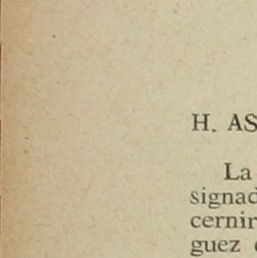 H. AS
La
signad
cernir
guez